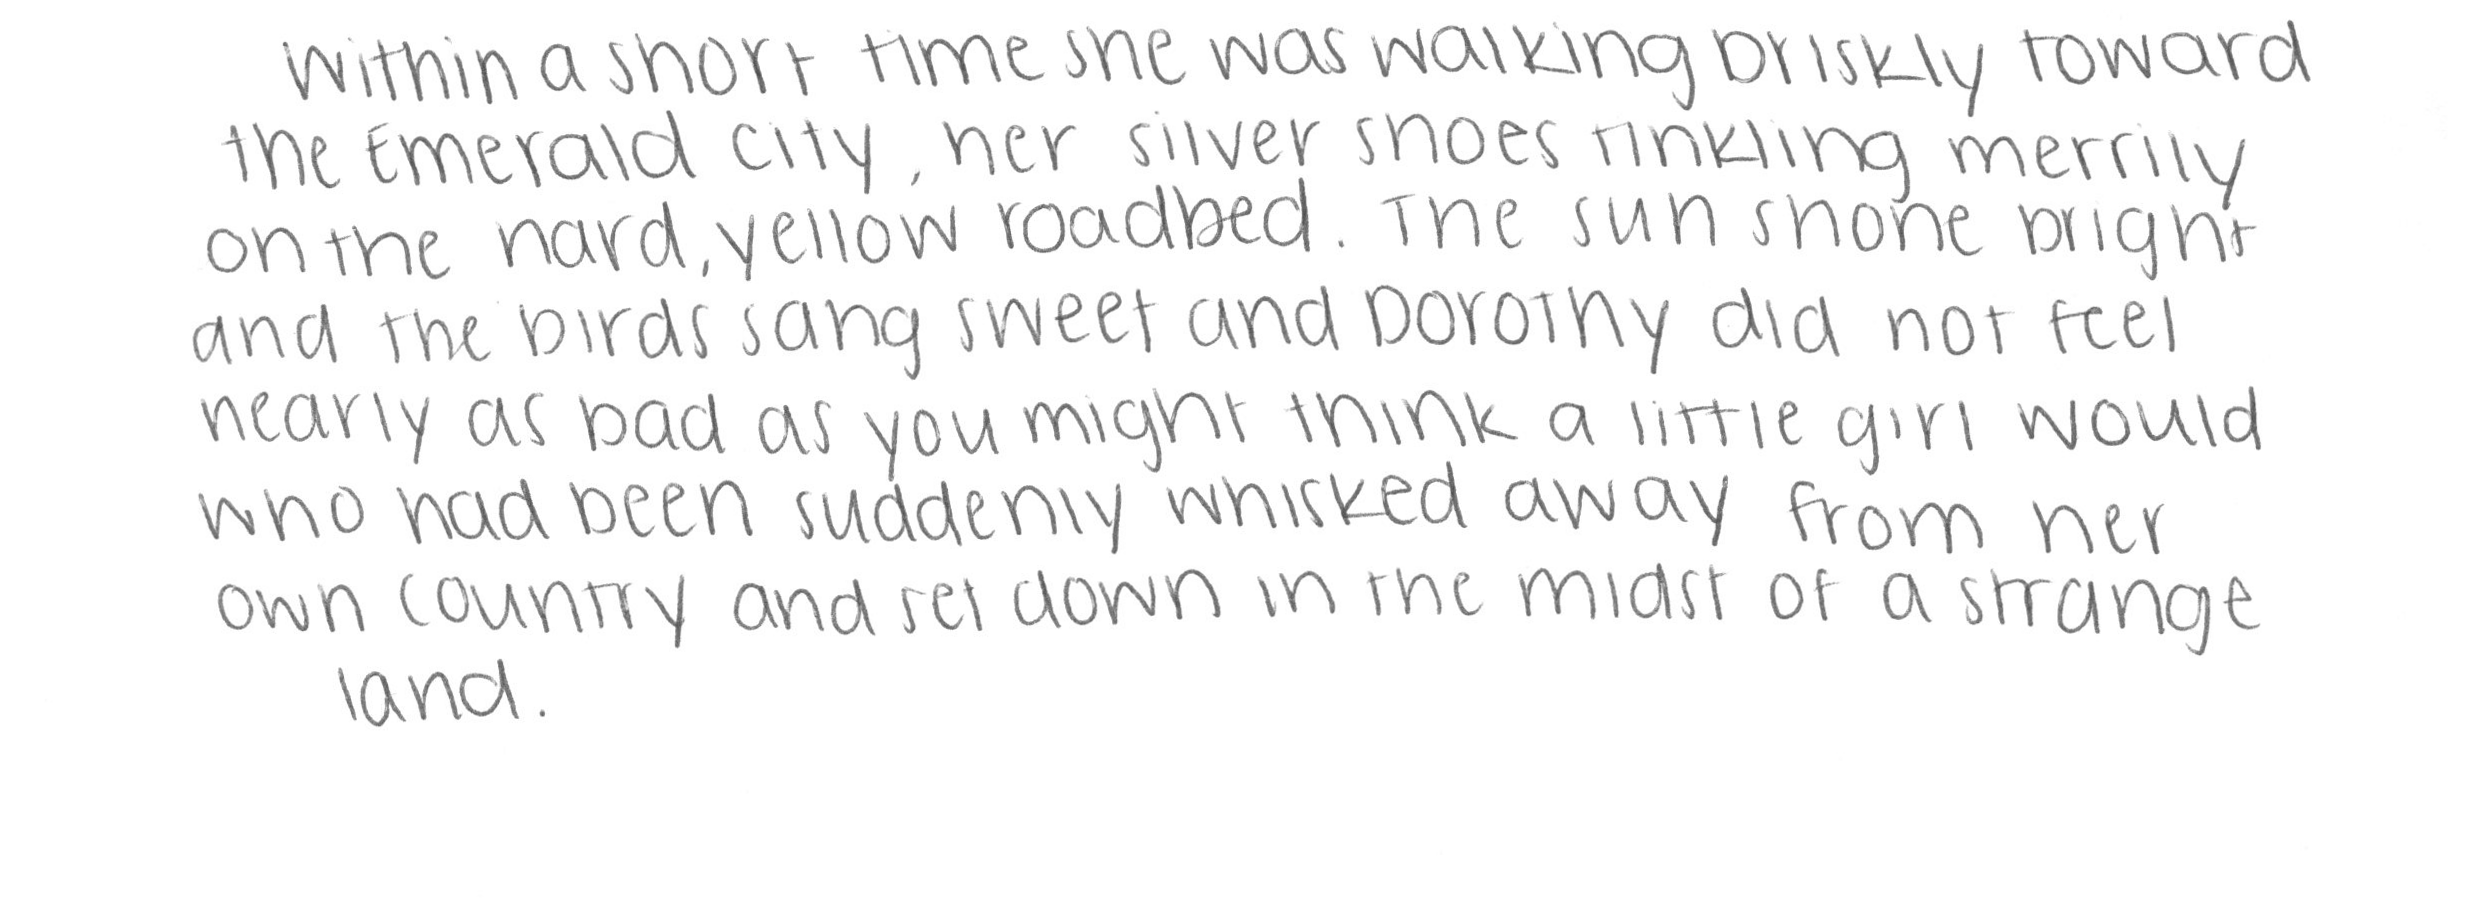 Within a short time she was walking briskly toward
the Emerald City, her silver shoes tinkling merrily
on the hard, yellow roadbed. The sun shone bright
and the birds sang sweet and Dorothy did not feel
nearly as bad as you might think a little girl would
who had been suddenly whisked away from her
own country and set down in the midst of a strange
land.